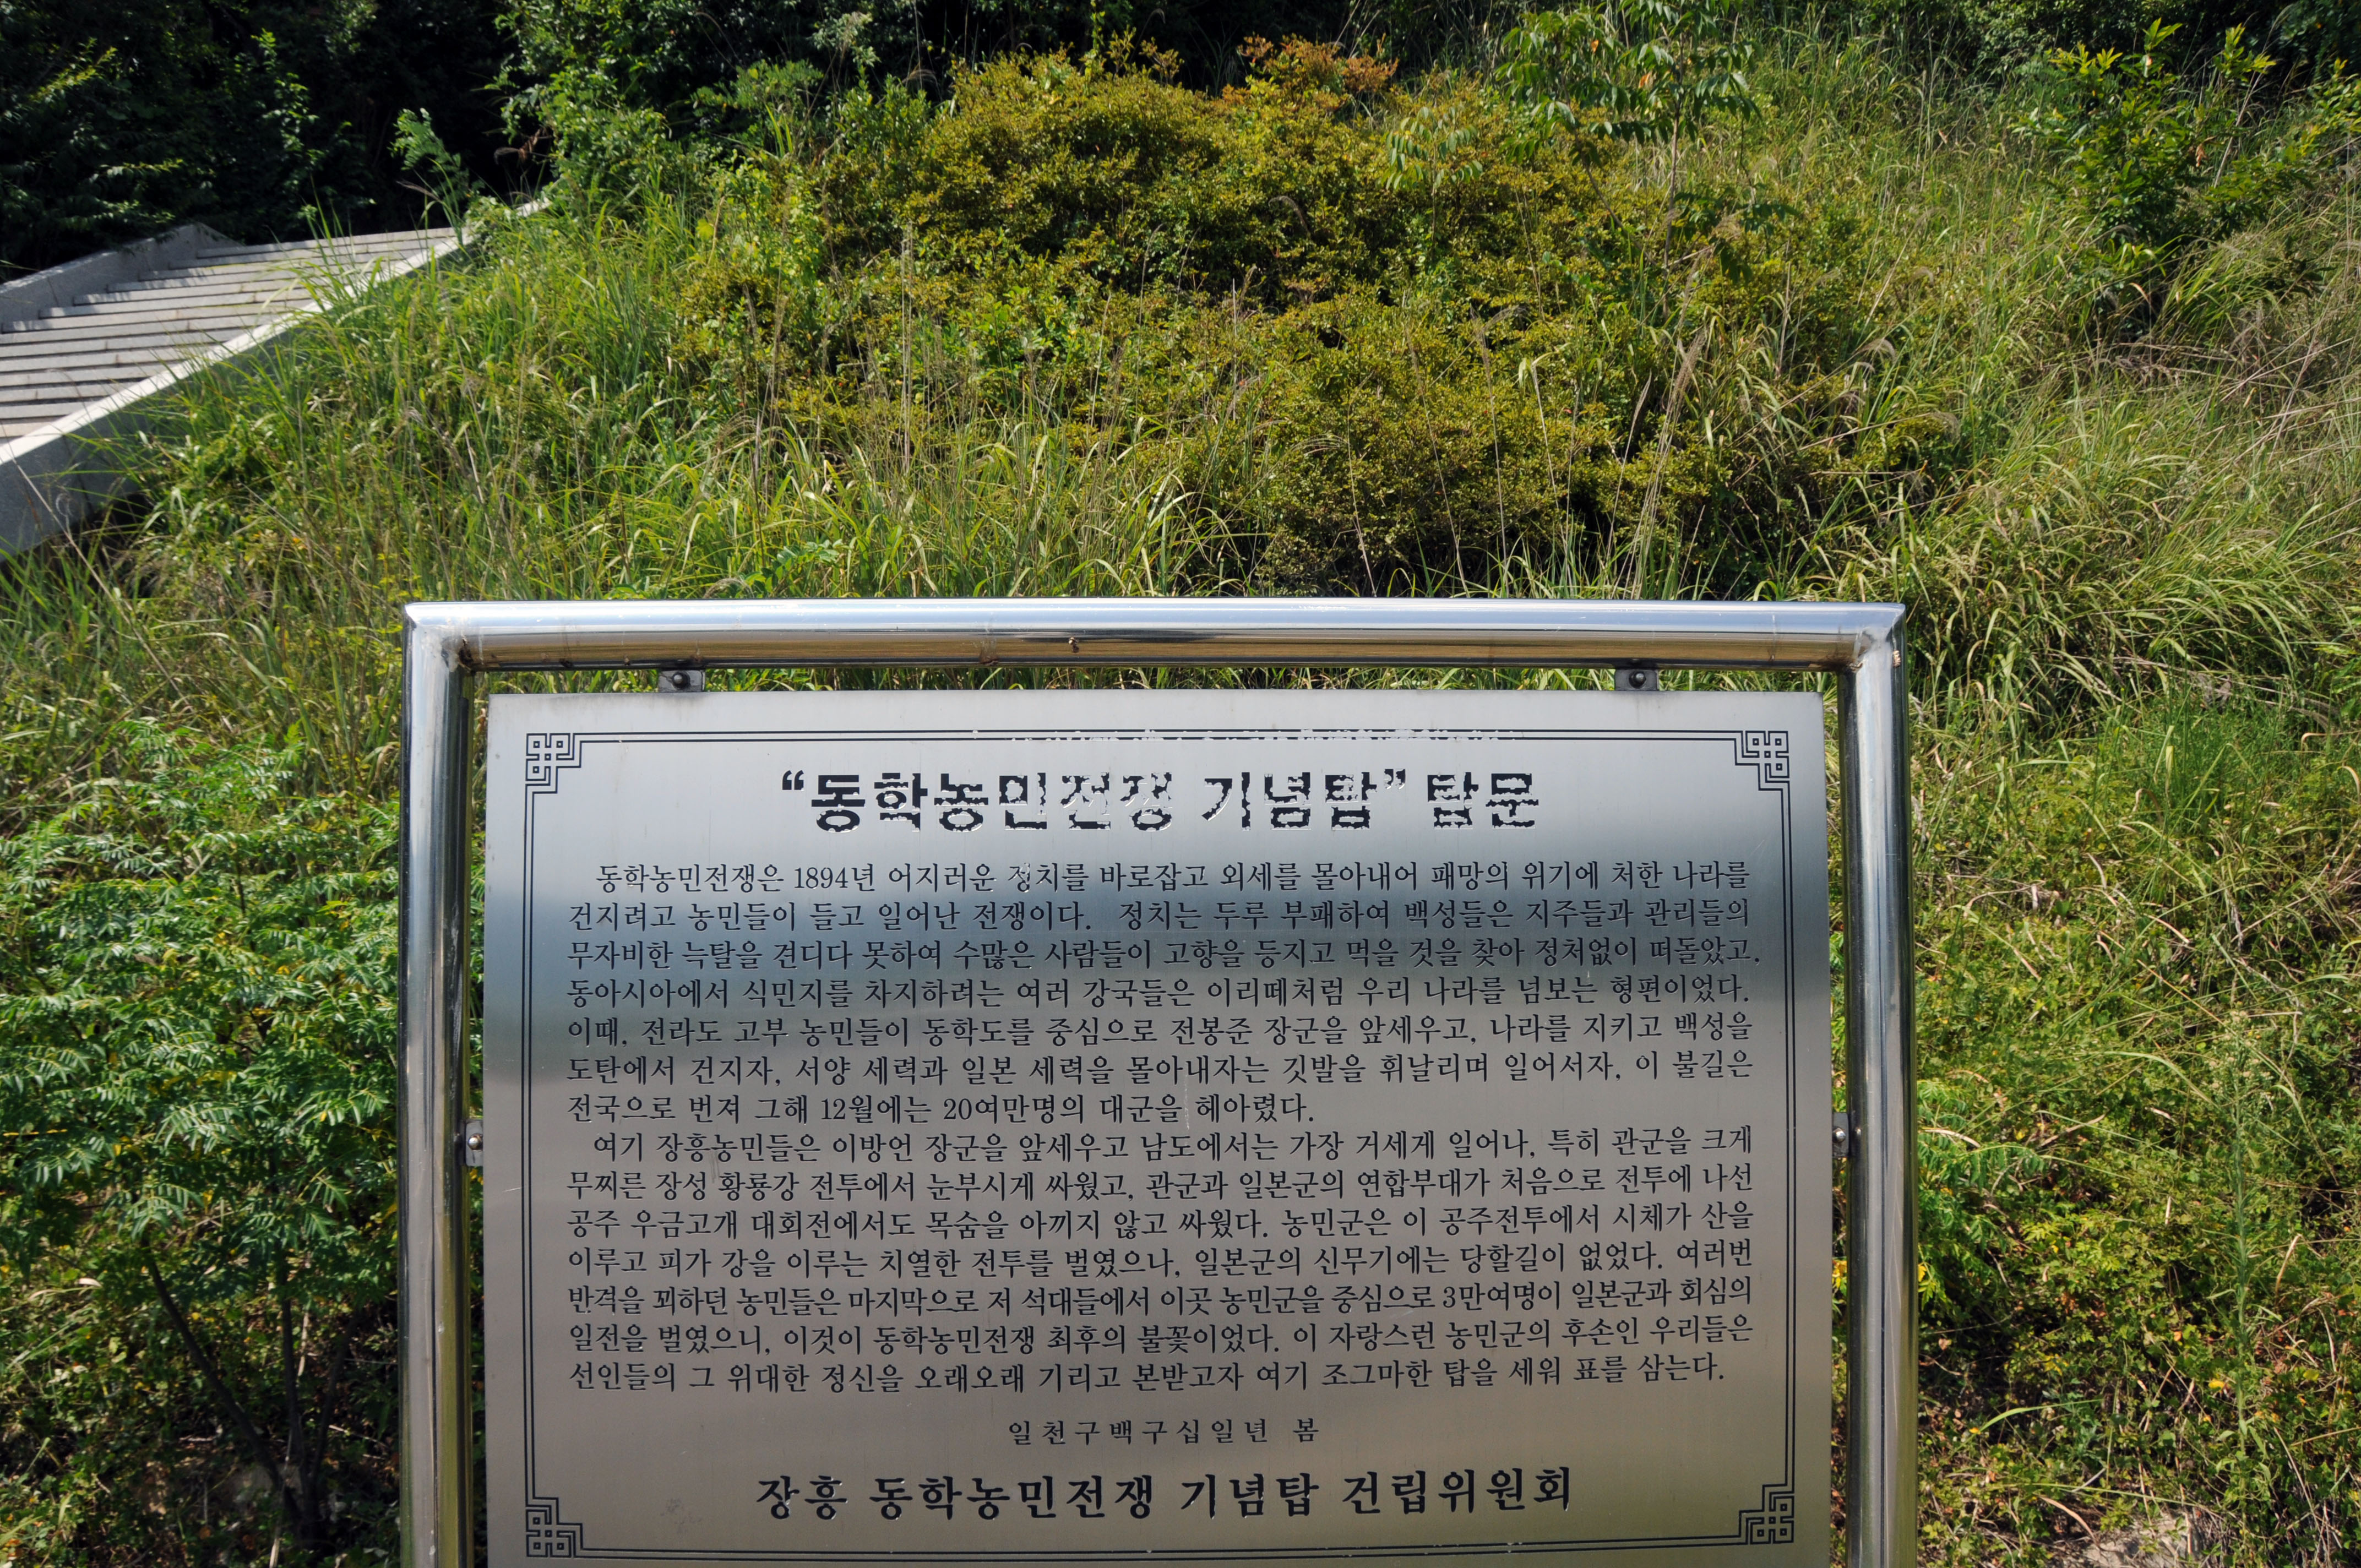 “동학농민전쟁 기념탑” 탑문
동학농민전쟁은 1894년 어지러운 정치를 바로잡고 외세를 몰아내어 패망의 위기에 처한 나라를
건지려고 농민들이 들고 일어난 전쟁이다. 정치는 두루 부패하여 백성들은 지주들과 관리들의
무자비한 늑탈을 견디다 못하여 수많은 사람들이 고향을 등지고 먹을 것을 찾아 정처없이 떠돌았고,
동아시아에서 식민지를 차지하려는 여러 강국들은 이리떼처럼 우리 나라를 넘보는 형편이었다.
이때, 전라도 고부 농민들이 동학도를 중심으로 전봉준 장군을 앞세우고, 나라를 지키고 백성을
도탄에서 건지자, 서양 세력과 일본 세력을 몰아내자는 깃발을 휘날리며 일어서자, 이 불길은
전국으로 번져 그해 12월에는 20여만명의 대군을 헤아렸다.
여기 장흥농민들은 이방언 장군을 앞세우고 남도에서는 가장 거세게 일어나, 특히 관군을 크게
무찌른 장성 황룡강 전투에서 눈부시게 싸웠고, 관군과 일본군의 연합부대가 처음으로 전투에 나선
공주 우금고개 대회전에서도 목숨을 아끼지 않고 싸웠다. 농민군은 이 공주전투에서 시체가 산을
이루고 피가 강을 이루는 치열한 전투를 벌였으나, 일본군의 신무기에는 당할길이 없었다. 여러번
반격을 꾀하던 농민들은 마지막으로 저 석대들에서 이곳 농민군을 중심으로 3만여명이 일본군과 회심의
일전을 벌였으니, 이것이 동학농민전쟁 최후의 불꽃이었다. 이 자랑스런 농민군의 후손인 우리들은
선인들의 그 위대한 정신을 오래오래 기리고 본받고자 여기 조그마한 탑을 세워 표를 삼는다.
일천구백구십일년 봄
장흥 동학농민전쟁 기념탑 건립위원회